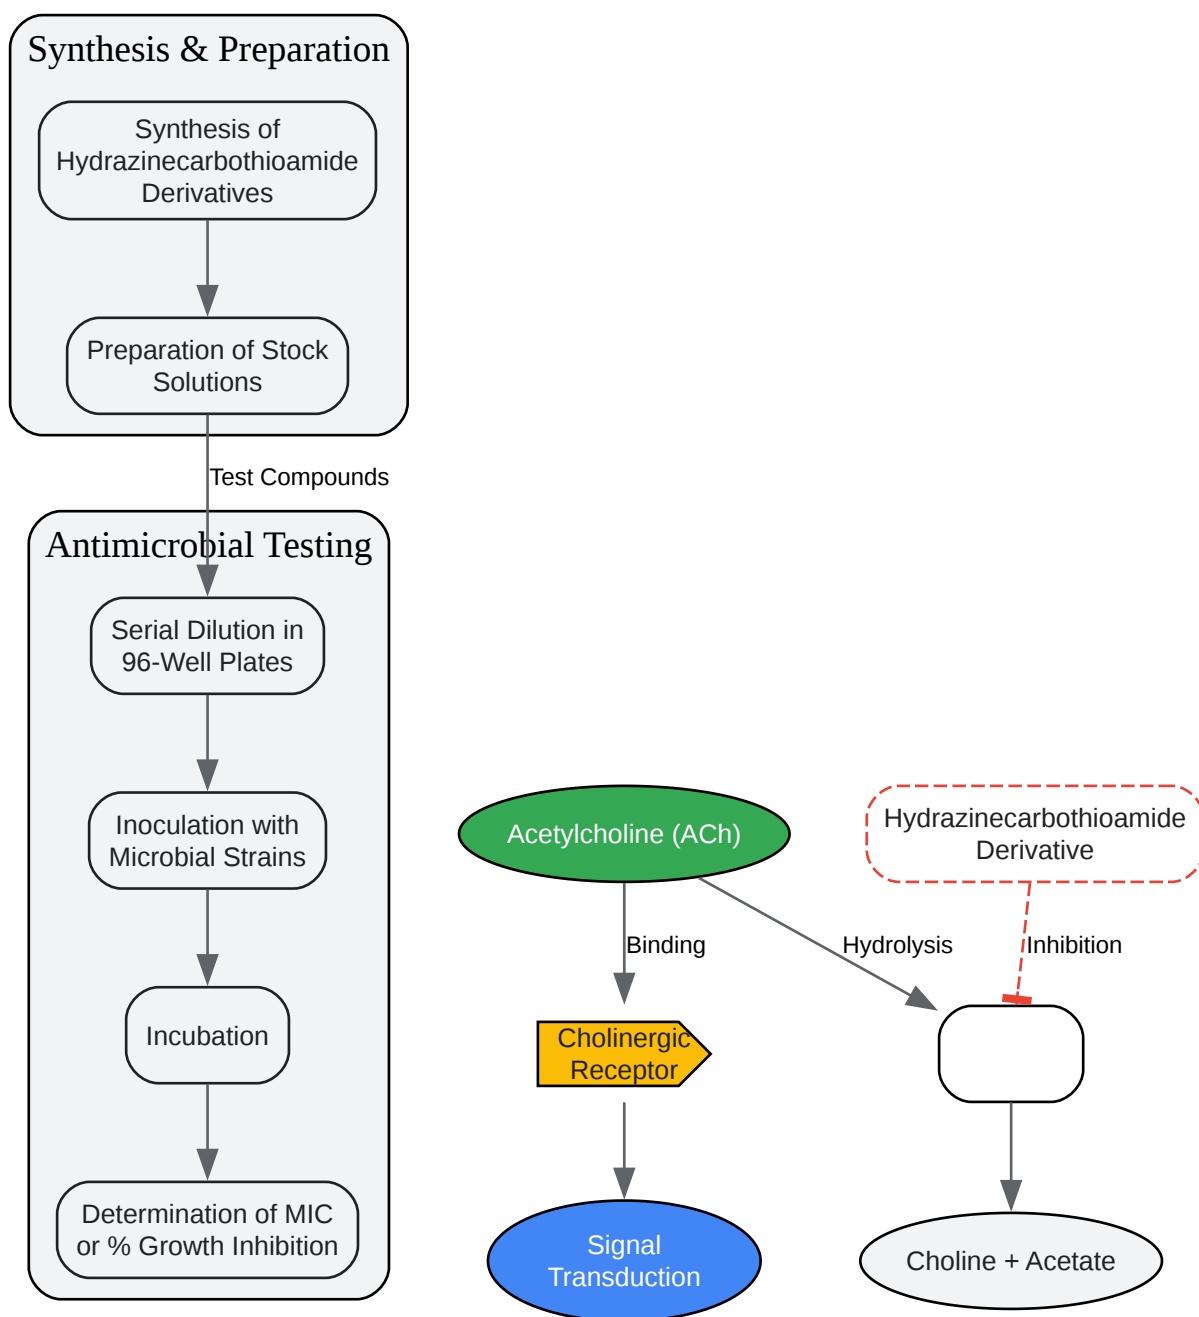 Synthesis & Preparation
Synthesis of
Hydrazinecarbothioamide
Derivatives
Preparation of Stock
Solutions
Test Compounds
Antimicrobial Testing
Serial Dilution in
96-Well Plates
Inoculation with
Microbial Strains
Incubation
Determination of MIC
or % Growth Inhibition
Acetylcholine (ACh)
Hydrazinecarbothioamide
Derivative
Binding
Hydrolysis
Inhibition
Cholinergic
Receptor
Signal
Transduction
Choline + Acetate